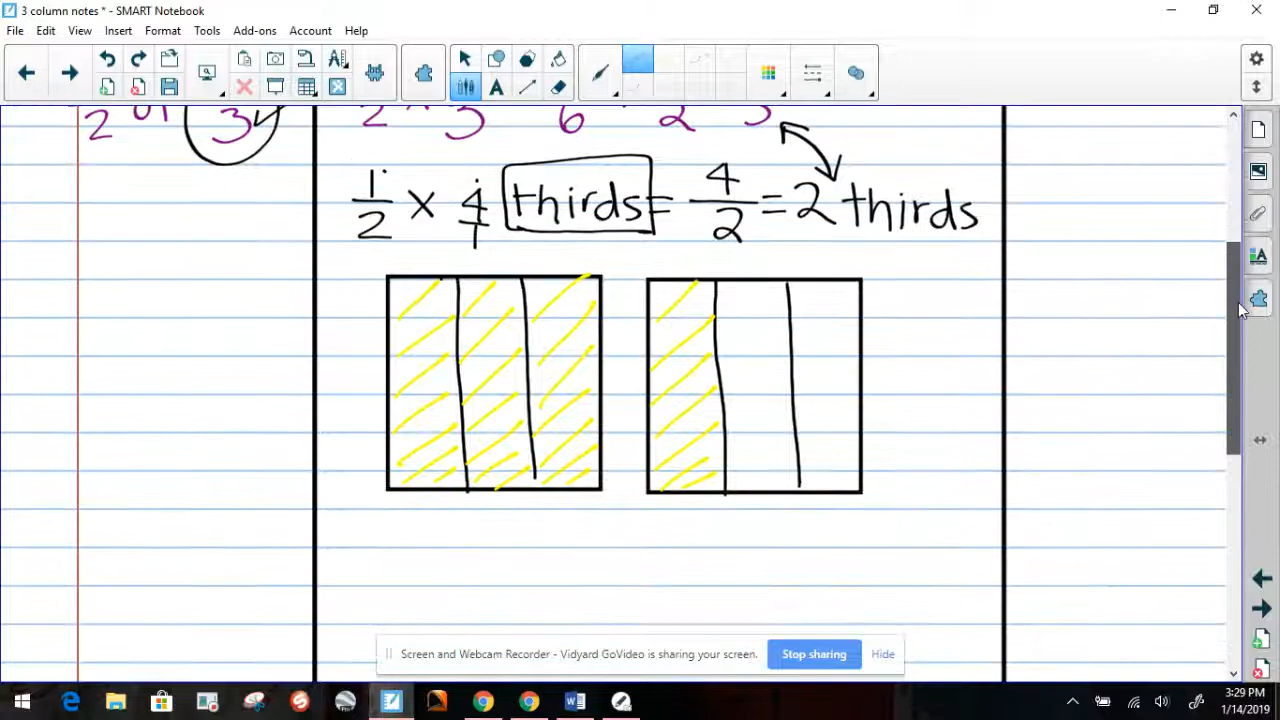 3 column notes * - SMART Notebook
File Edit View Insert Format Tools Add-ons Account Help
2 of 3
2 × 3 6 2 3
1/2 × 4/1 thirds = 4/2 = 2 thirds
Screen and Webcam Recorder - Vidyard GoVideo is sharing your screen. Stop sharing Hide
3:29 PM
1/14/2019